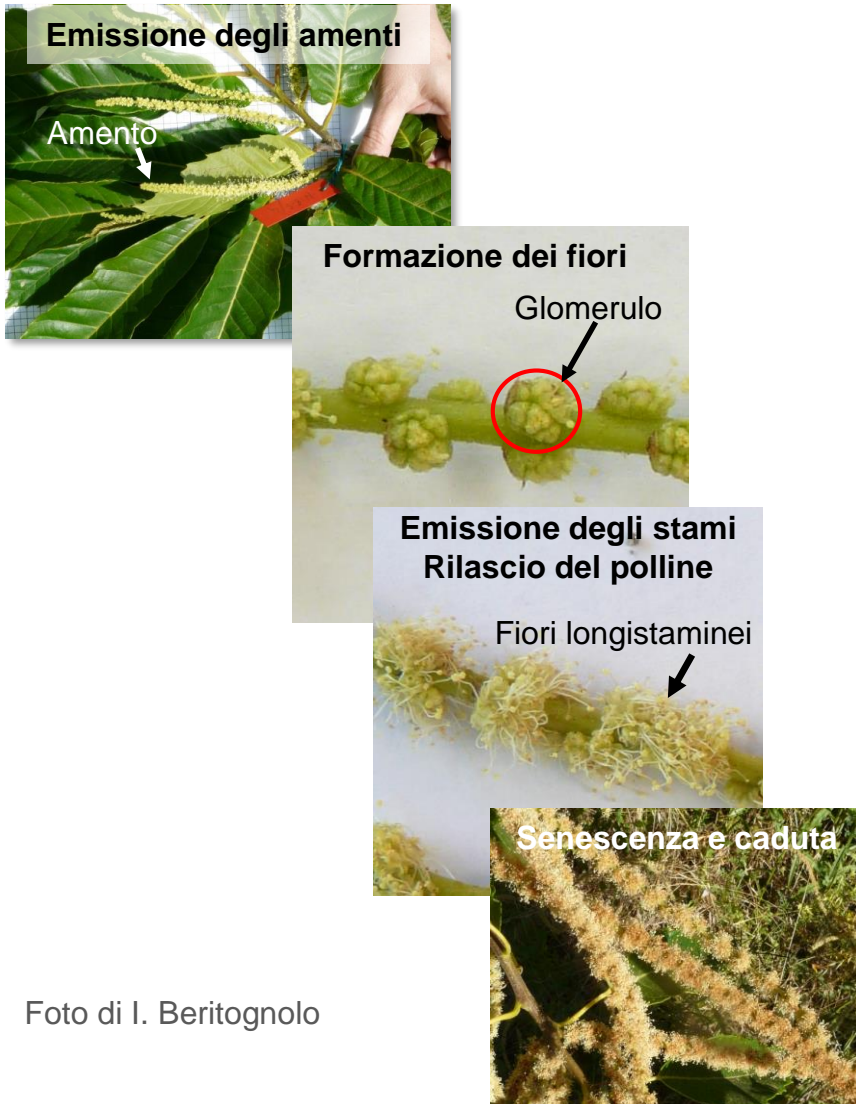 Emissione degli amenti
Amento
Formazione dei fiori
Glomerulo
Emissione degli stami
Rilascio del polline
Fiori longistaminei
Senescenza e caduta
Foto di I. Beritognolo